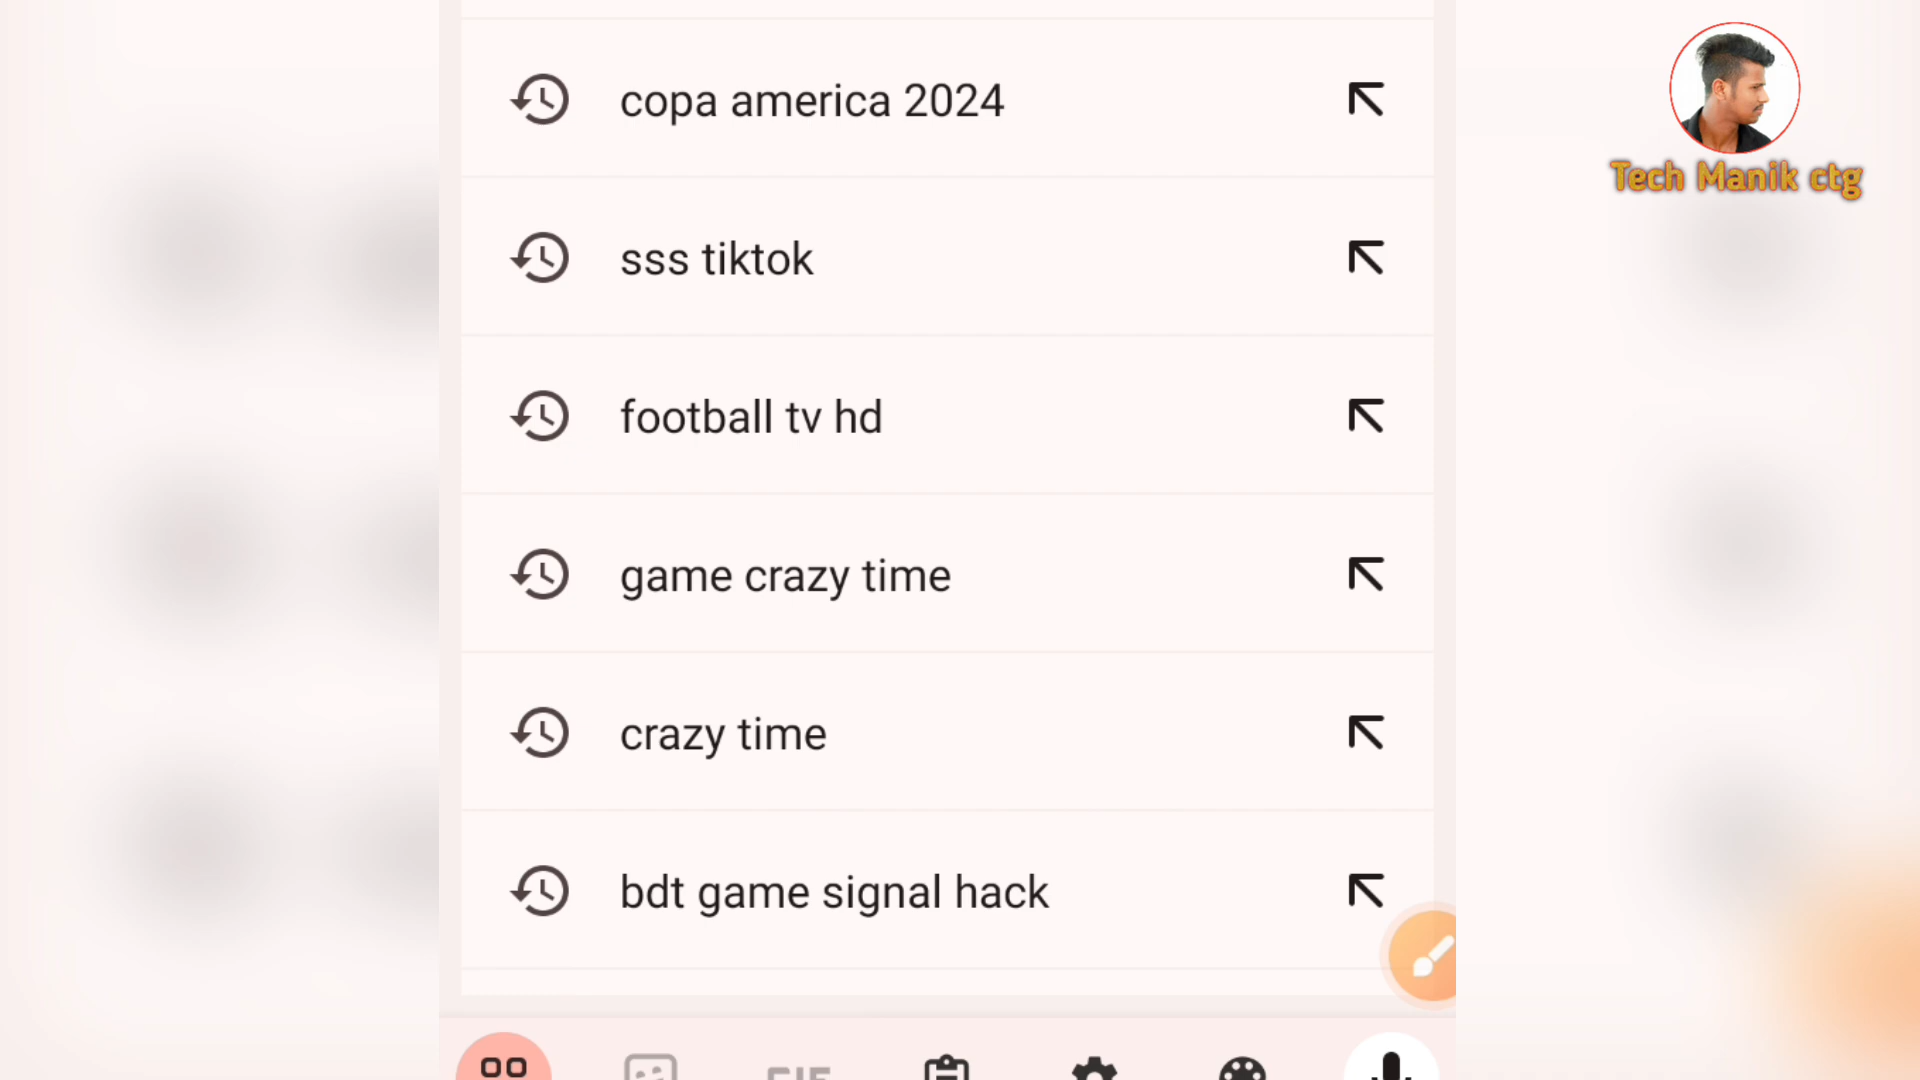 copa america 2024
Tech Manik ctg
sss tiktok
football tv hd
game crazy time
crazy time
bdt game signal hack
GIF